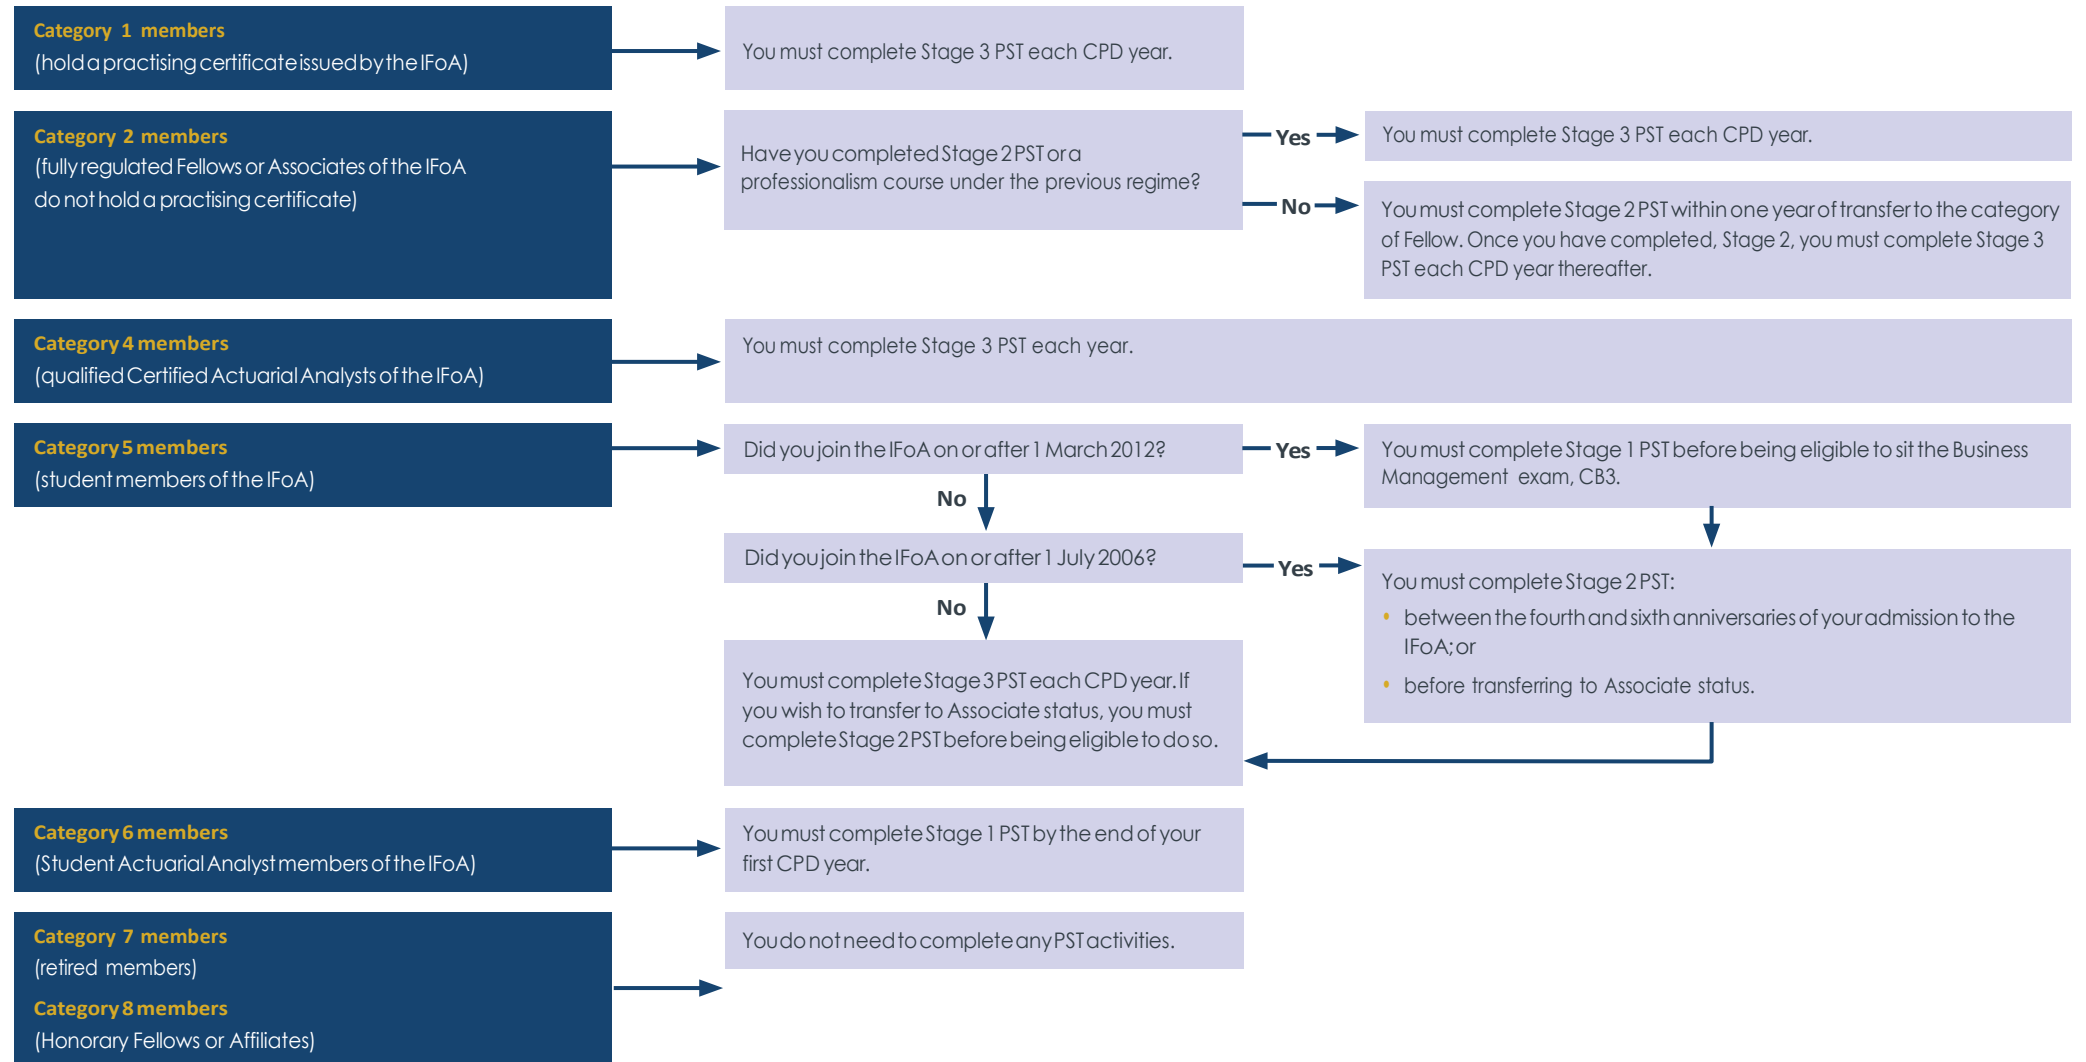 Category 1 members
(hold a practising certificate issued by the IFoA)
You must complete Stage 3 PST each CPD year.
Category 2 members
(fully regulated Fellows or Associates of the IFoA
do not hold a practising certificate)
Have you completed Stage 2 PST or a
professionalism course under the previous regime?
Yes
You must complete Stage 3 PST each CPD year.
No
You must complete Stage 2 PST within one year of transfer to the category
of Fellow. Once you have completed, Stage 2, you must complete Stage 3
PST each CPD year thereafter.
Category 4 members
(qualified Certified Actuarial Analysts of the IFoA)
You must complete Stage 3 PST each year.
Category 5 members
(student members of the IFoA)
Did you join the IFoA on or after 1 March 2012?
Yes
You must complete Stage 1 PST before being eligible to sit the Business
Management exam, CB3.
No
Did you join the IFoA on or after 1 July 2006?
Yes
You must complete Stage 2 PST:
• between the fourth and sixth anniversaries of your admission to the
IFoA; or
• before transferring to Associate status.
No
You must complete Stage 3 PST each CPD year. If
you wish to transfer to Associate status, you must
complete Stage 2 PST before being eligible to do so.
Category 6 members
(Student Actuarial Analyst members of the IFoA)
You must complete Stage 1 PST by the end of your
first CPD year.
Category 7 members
(retired members)
Category 8 members
(Honorary Fellows or Affiliates)
You do not need to complete any PST activities.